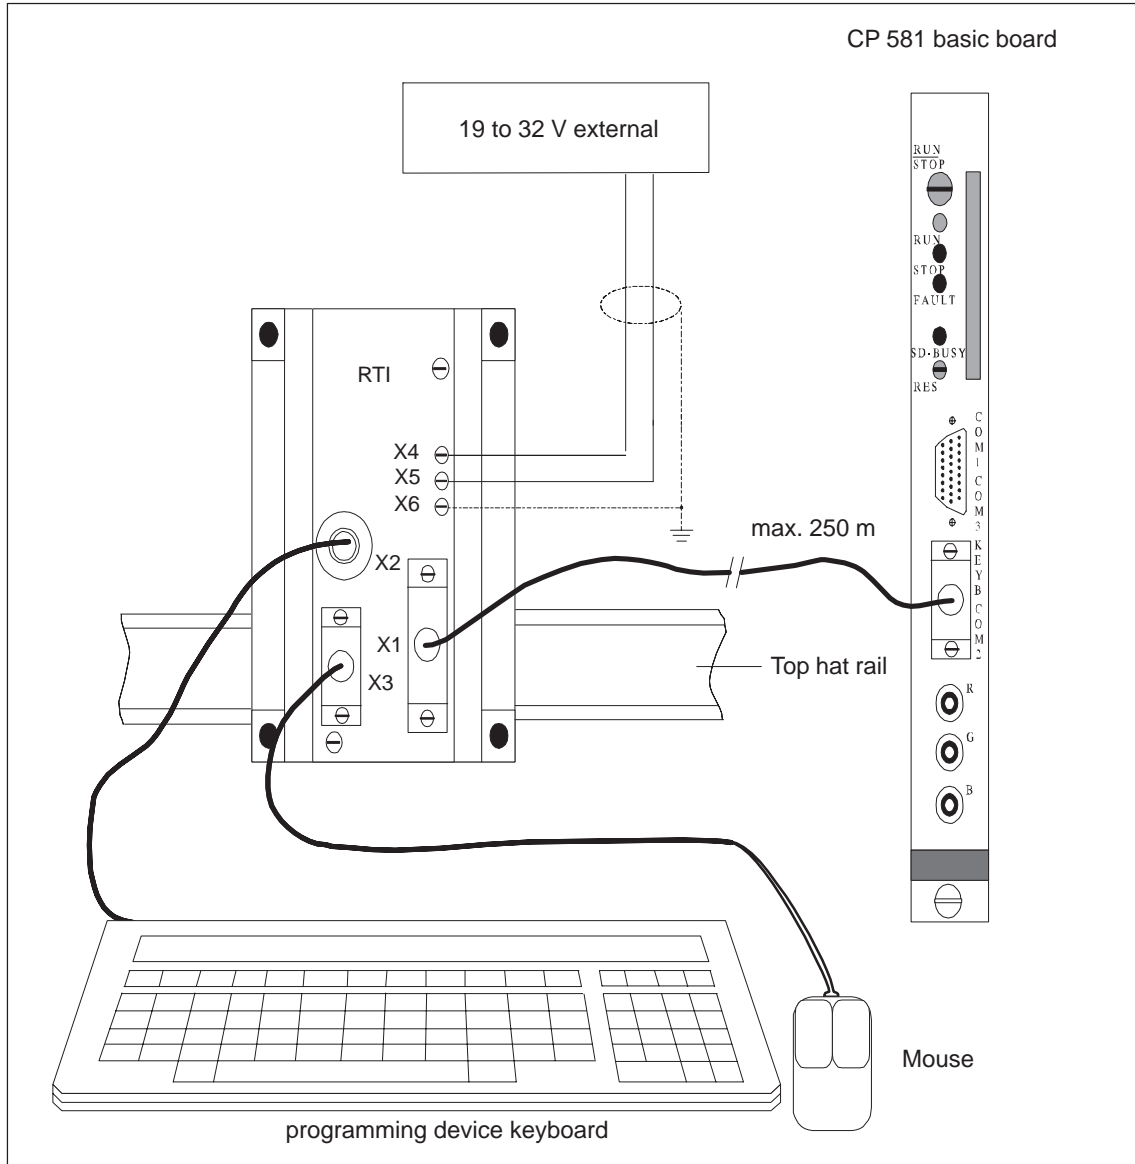 CP 581 basic board
19 to 32 V external
RUN
STOP
RUN
STOP
FAULT
SD-BUSY
RES
RTI
X4
X5
X6
COM1 COM3
max. 250 m
X2
KEYB COM2
X1
Top hat rail
X3
R
G
B
Mouse
programming device keyboard